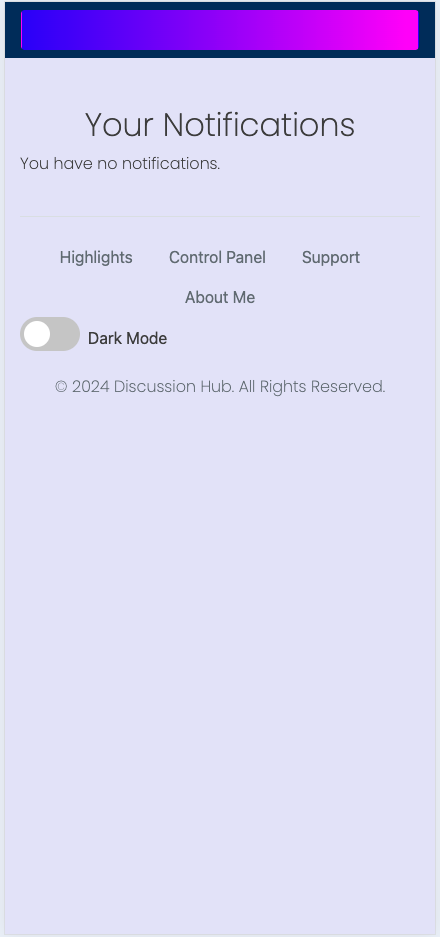 Your Notifications
You have no notifications.
Highlights Control Panel Support
About Me
Dark Mode
© 2024 Discussion Hub. All Rights Reserved.